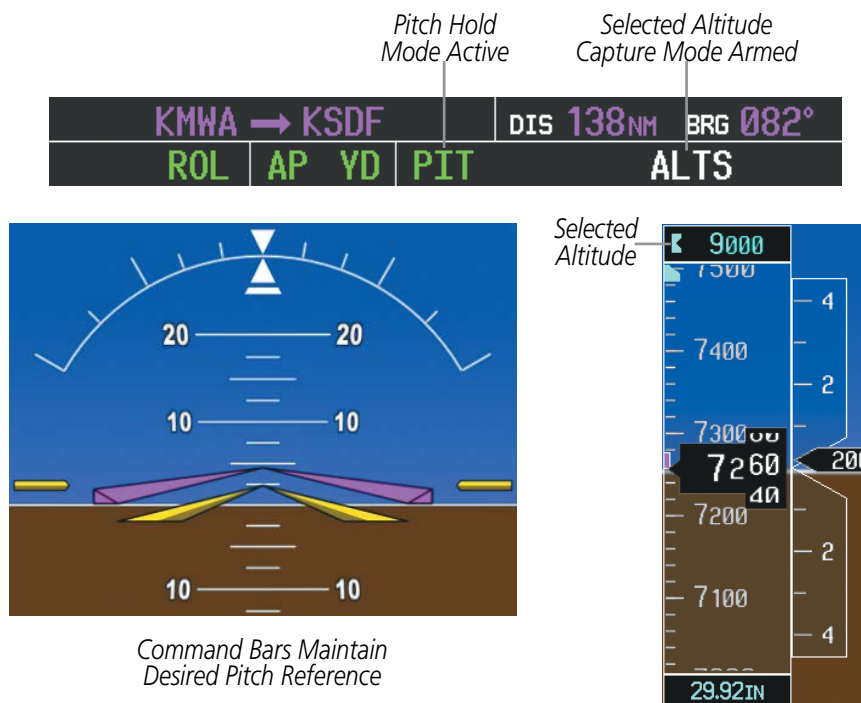 Pitch Hold
Mode Active
Selected Altitude
Capture Mode Armed
KMWA → KSDF DIS 138NM BRG 082°
ROL AP YD PIT ALTS
Selected
Altitude
9000
7500
4
20 20
7400
2
10 10
7300
7260
200
40
7200
2
10 10
7100
4
Command Bars Maintain
Desired Pitch Reference
29.92IN